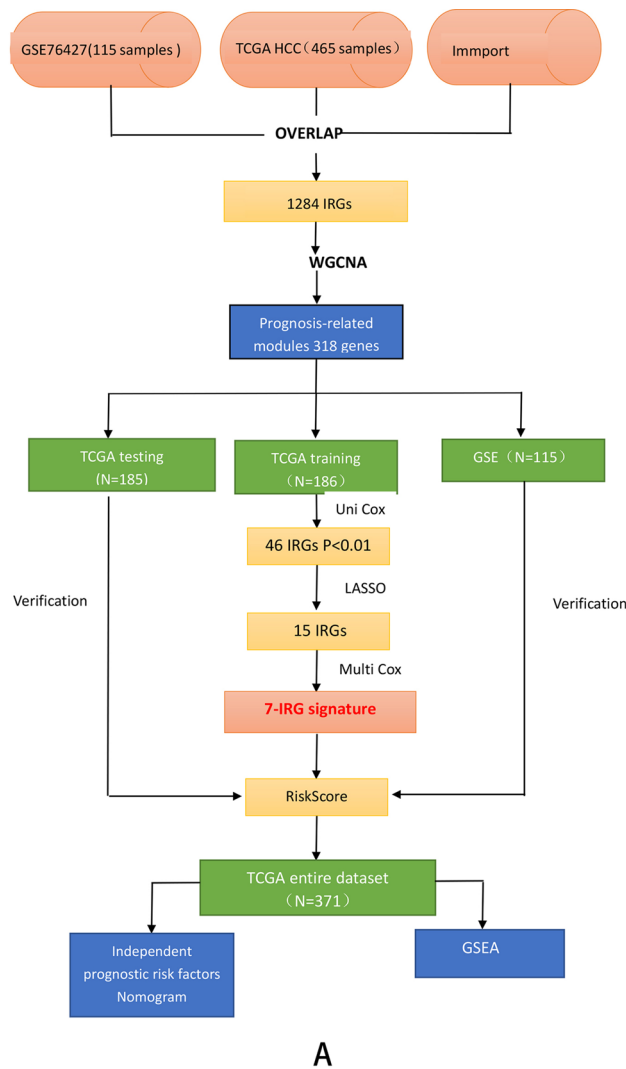 GSE76427(115 samples)
TCGA HCC（465 samples）
Immport
OVERLAP
1284 IRGs
WGCNA
Prognosis-related
modules 318 genes
TCGA testing
(N=185)
TCGA training
（N=186）
GSE（N=115）
Uni Cox
46 IRGs P<0.01
Verification
LASSO
Verification
15 IRGs
Multi Cox
7-IRG signature
RiskScore
TCGA entire dataset
（N=371）
Independent
prognostic risk factors
Nomogram
GSEA
A